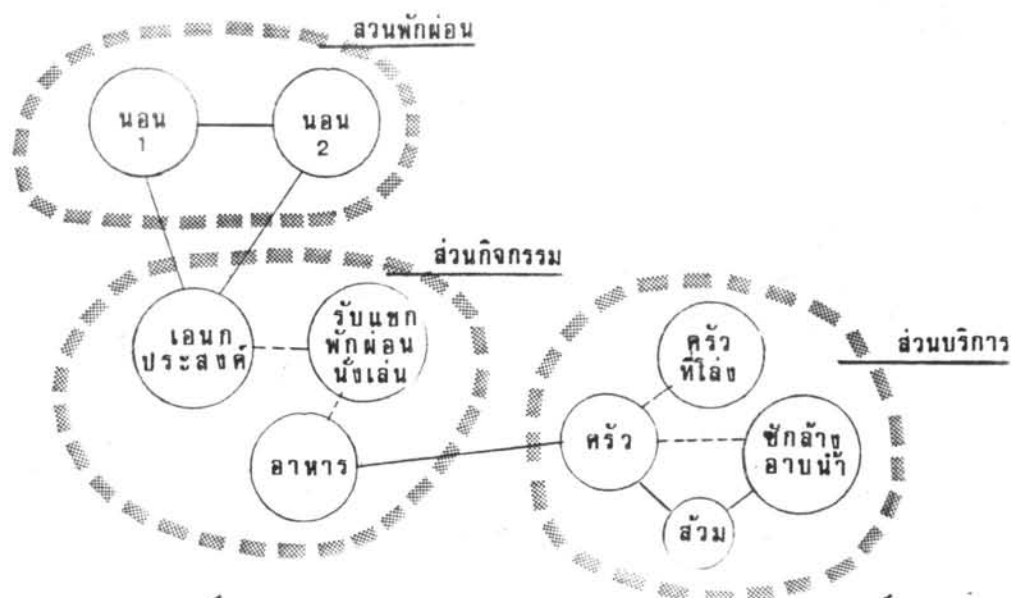 สวนพักผ่อน
นอน
1
นอน
2
ส่วนกิจกรรม
เอนก
ประสงค์
รับแขก
พักผ่อน
นั่งเล่น
อาหาร
ส่วนบริการ
ครัว
ที่โล่ง
ครัว
ซักล้าง
อาบน้ำ
ส้วม